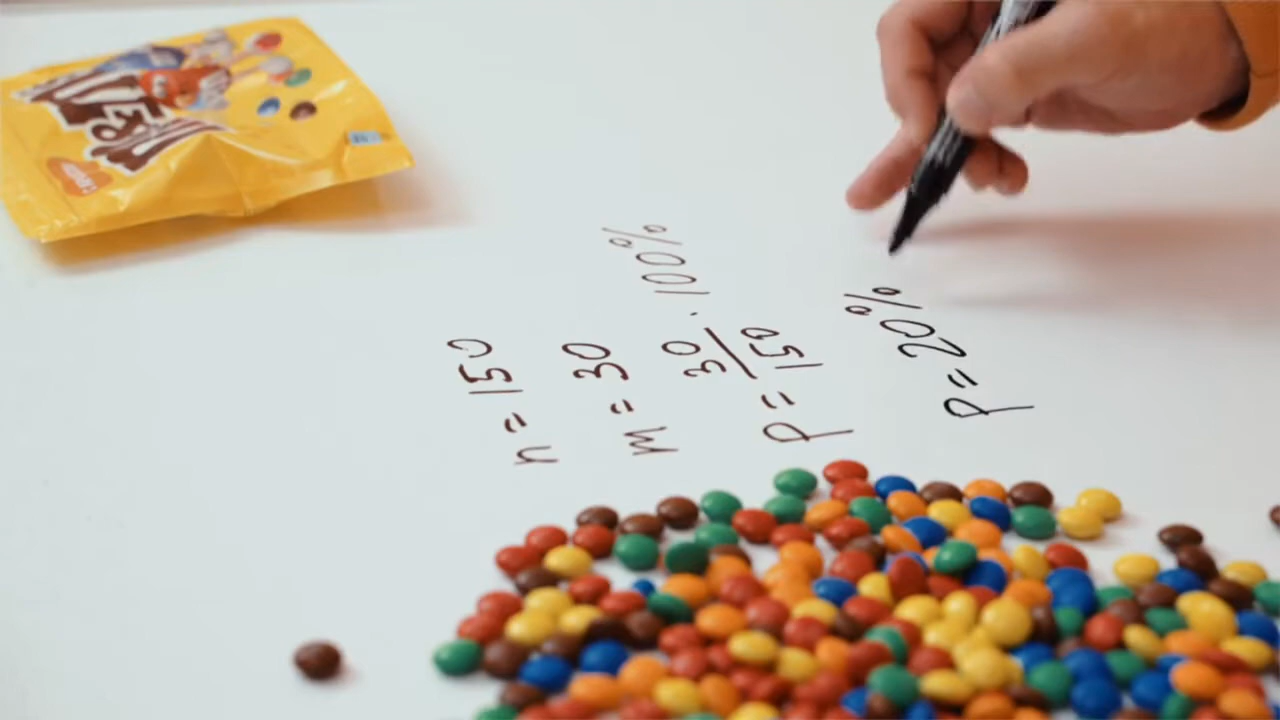 M&M's
n = 150
m = 30
p = 30/150 · 100%
p = 20%